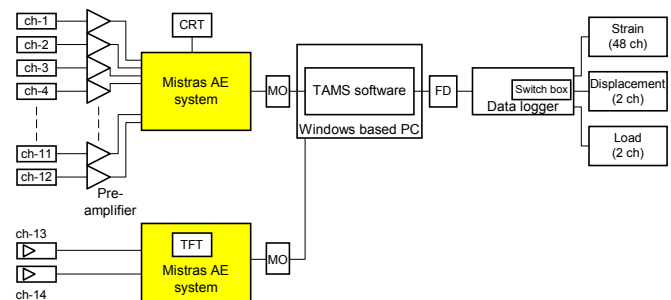 ch-1
ch-2
ch-3
ch-4
ch-11
ch-12
Pre-
amplifier
CRT
Mistras AE
system
MO
TAMS software
Windows based PC
FD
Switch box
Data logger
Strain
(48 ch)
Displacement
(2 ch)
Load
(2 ch)
ch-13
ch-14
TFT
Mistras AE
system
MO